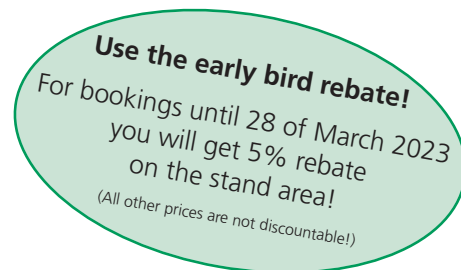 Use the early bird rebate!
For bookings until 28 of March 2023
you will get 5% rebate
on the stand area!
(All other prices are not discountable!)